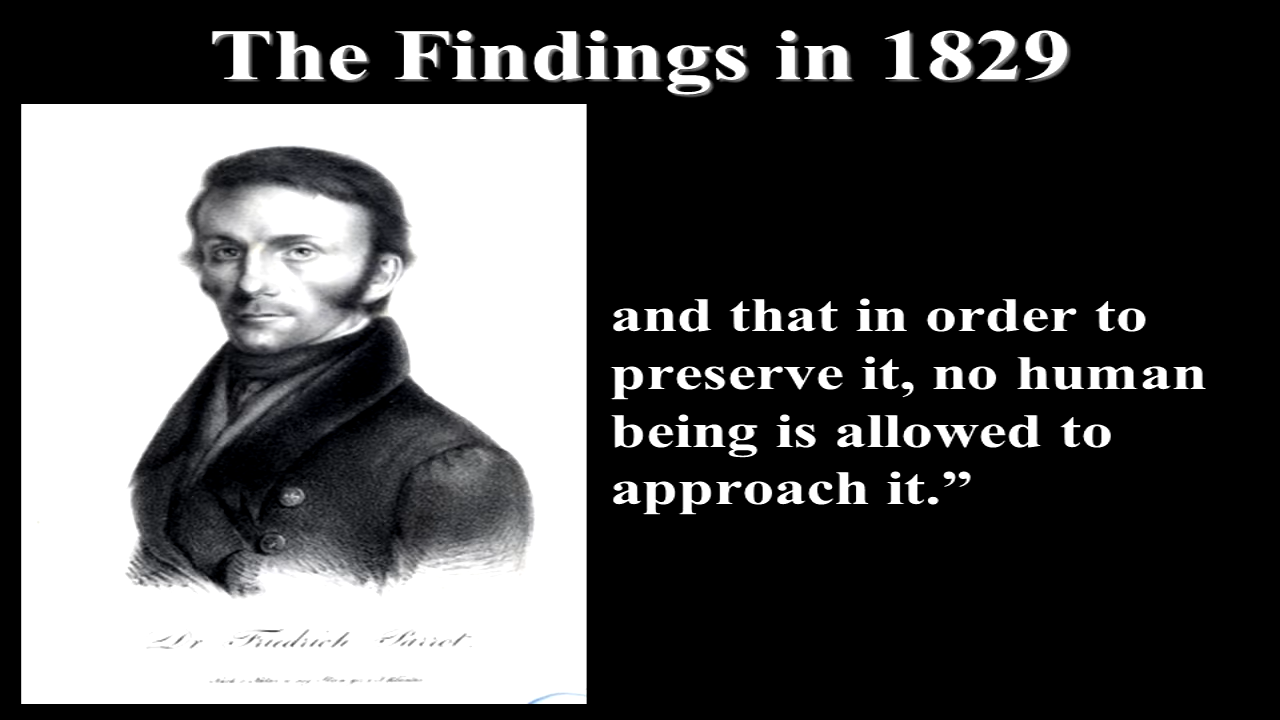 The Findings in 1829
and that in order to
preserve it, no human
being is allowed to
approach it.”
Dr Friedrich Parrot.